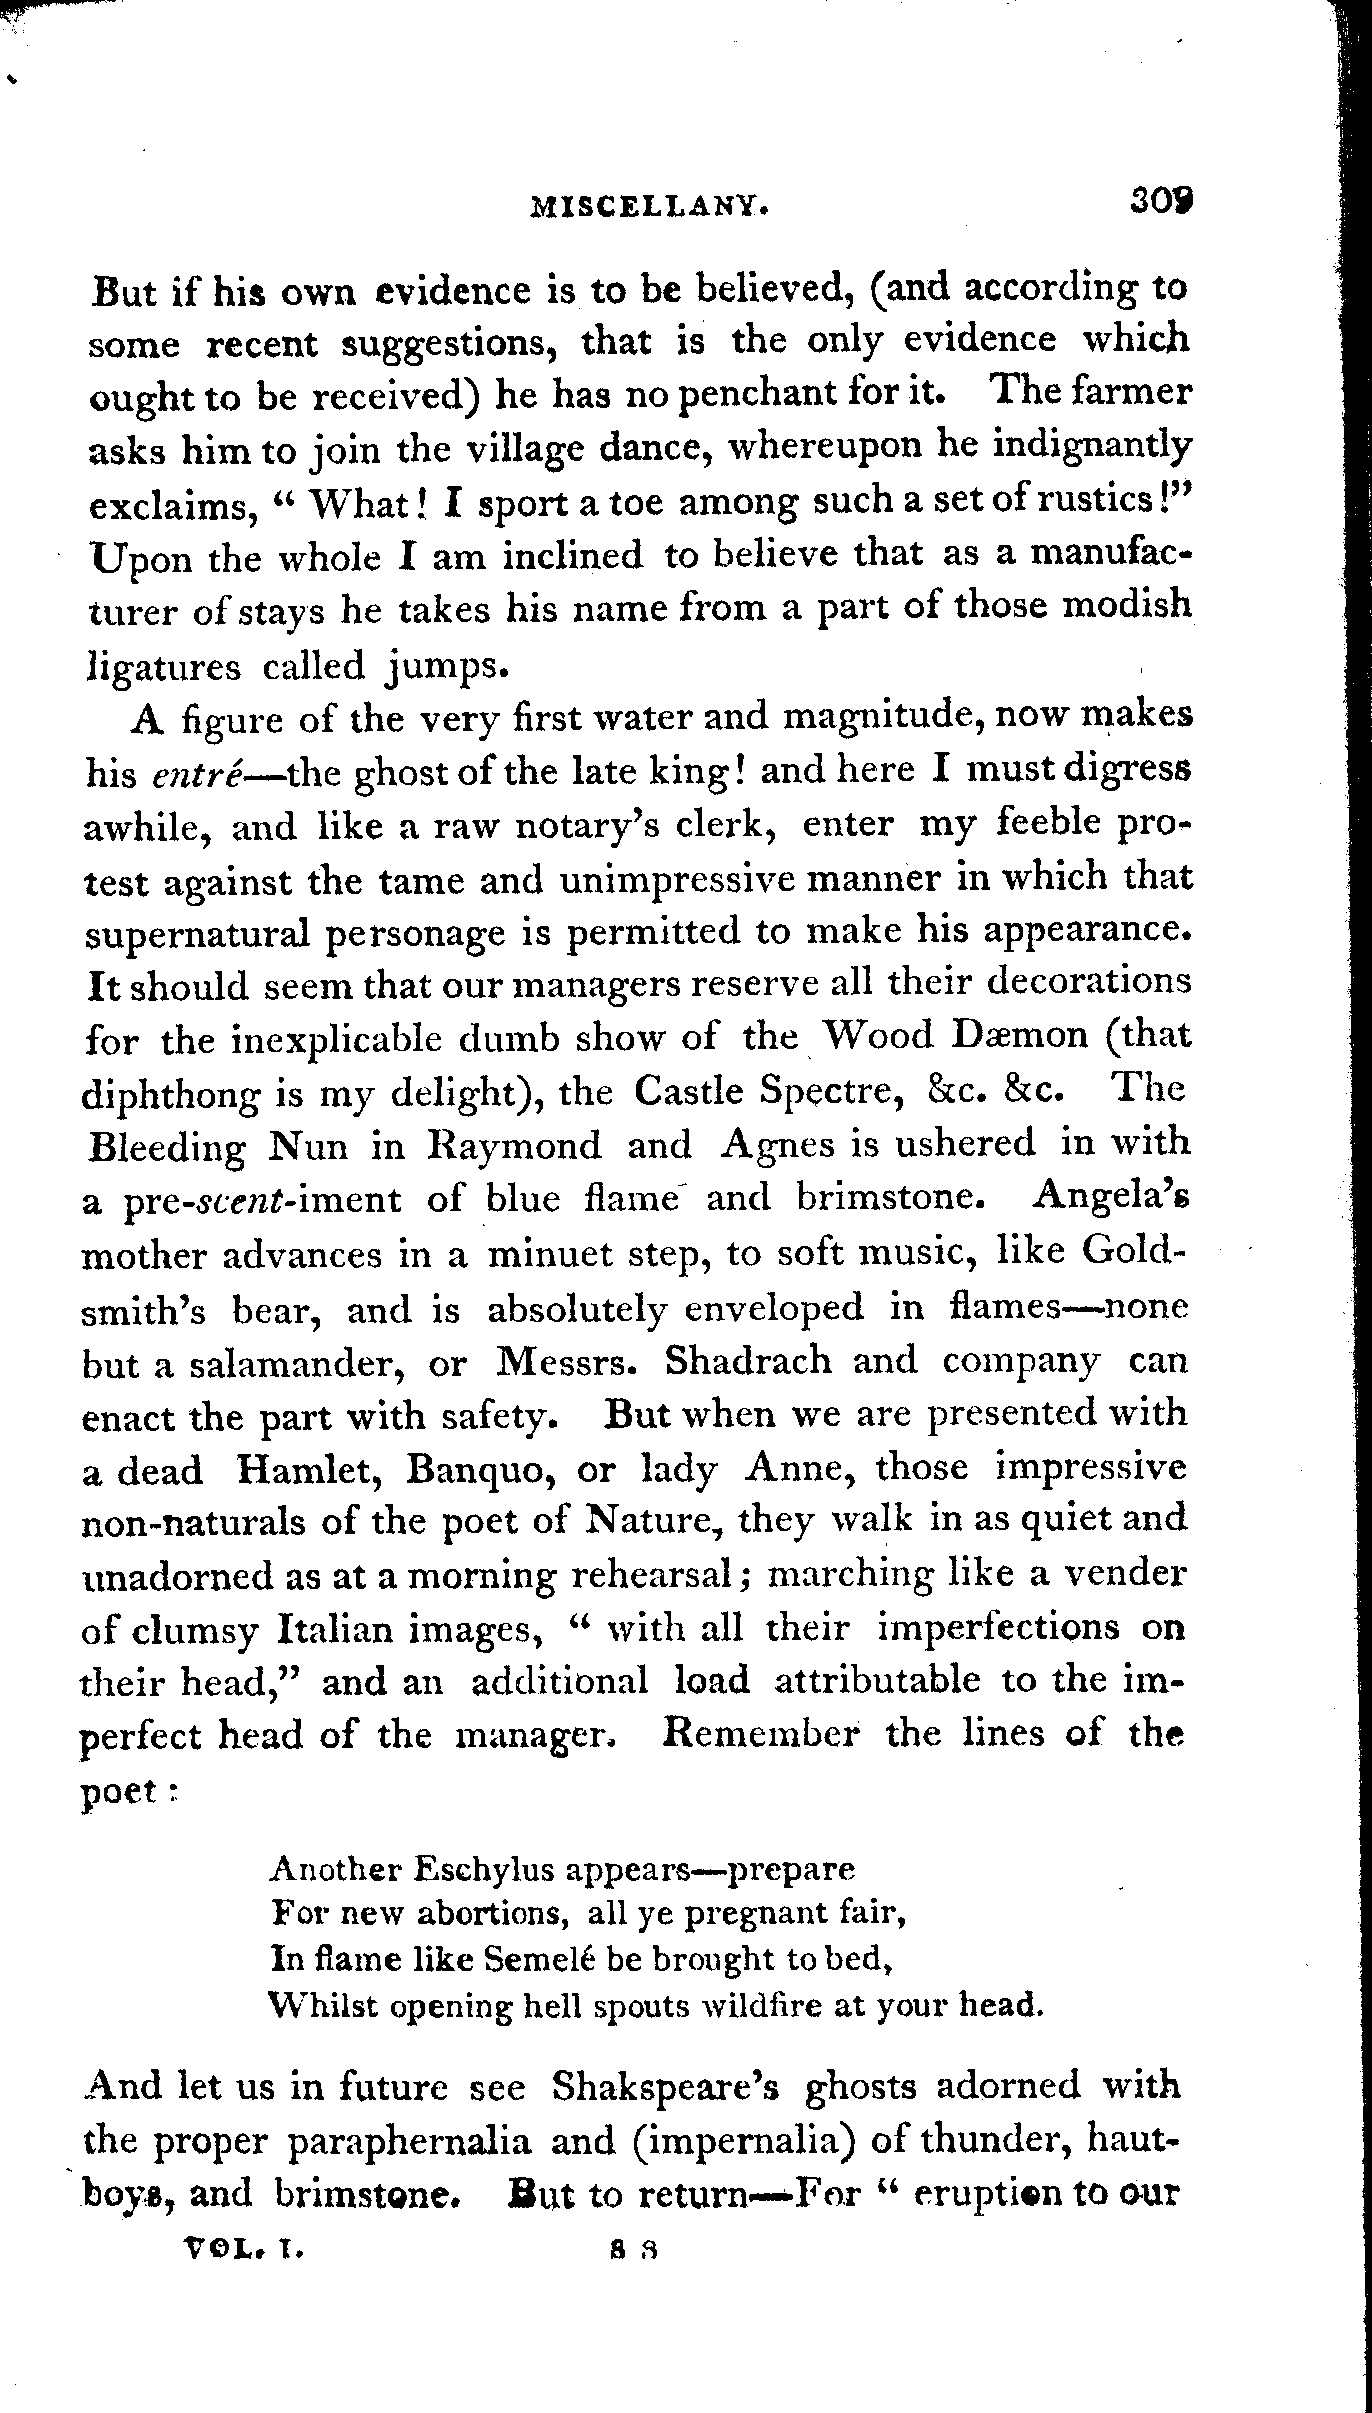 MISCELLANY. 309
But if his own evidence is to be believed, (and according to
some recent suggestions, that is the only evidence which
ought to be received) he has no penchant for it. The farmer
asks him to join the village dance, whereupon he indignantly
exclaims, “ What! I sport a toe among such a set of rustics!”
Upon the whole I am inclined to believe that as a manufac-
turer of stays he takes his name from a part of those modish
ligatures called jumps.
A figure of the very first water and magnitude, now makes
his entré—the ghost of the late king! and here I must digress
awhile, and like a raw notary’s clerk, enter my feeble pro-
test against the tame and unimpressive manner in which that
supernatural personage is permitted to make his appearance.
It should seem that our managers reserve all their decorations
for the inexplicable dumb show of the Wood Dæmon (that
diphthong is my delight), the Castle Spectre, &c. &c. The
Bleeding Nun in Raymond and Agnes is ushered in with
a pre-scent-iment of blue flame and brimstone. Angela’s
mother advances in a minuet step, to soft music, like Gold-
smith’s bear, and is absolutely enveloped in flames—none
but a salamander, or Messrs. Shadrach and company can
enact the part with safety. But when we are presented with
a dead Hamlet, Banquo, or lady Anne, those impressive
non-naturals of the poet of Nature, they walk in as quiet and
unadorned as at a morning rehearsal; marching like a vender
of clumsy Italian images, “ with all their imperfections on
their head,” and an additional load attributable to the im-
perfect head of the manager. Remember the lines of the
poet :
Another Eschylus appears—prepare
For new abortions, all ye pregnant fair,
In flame like Semelé be brought to bed,
Whilst opening hell spouts wildfire at your head.
And let us in future see Shakspeare’s ghosts adorned with
the proper paraphernalia and (impernalia) of thunder, haut-
boys, and brimstone. But to return—For “ eruption to our
VOL. I. S S